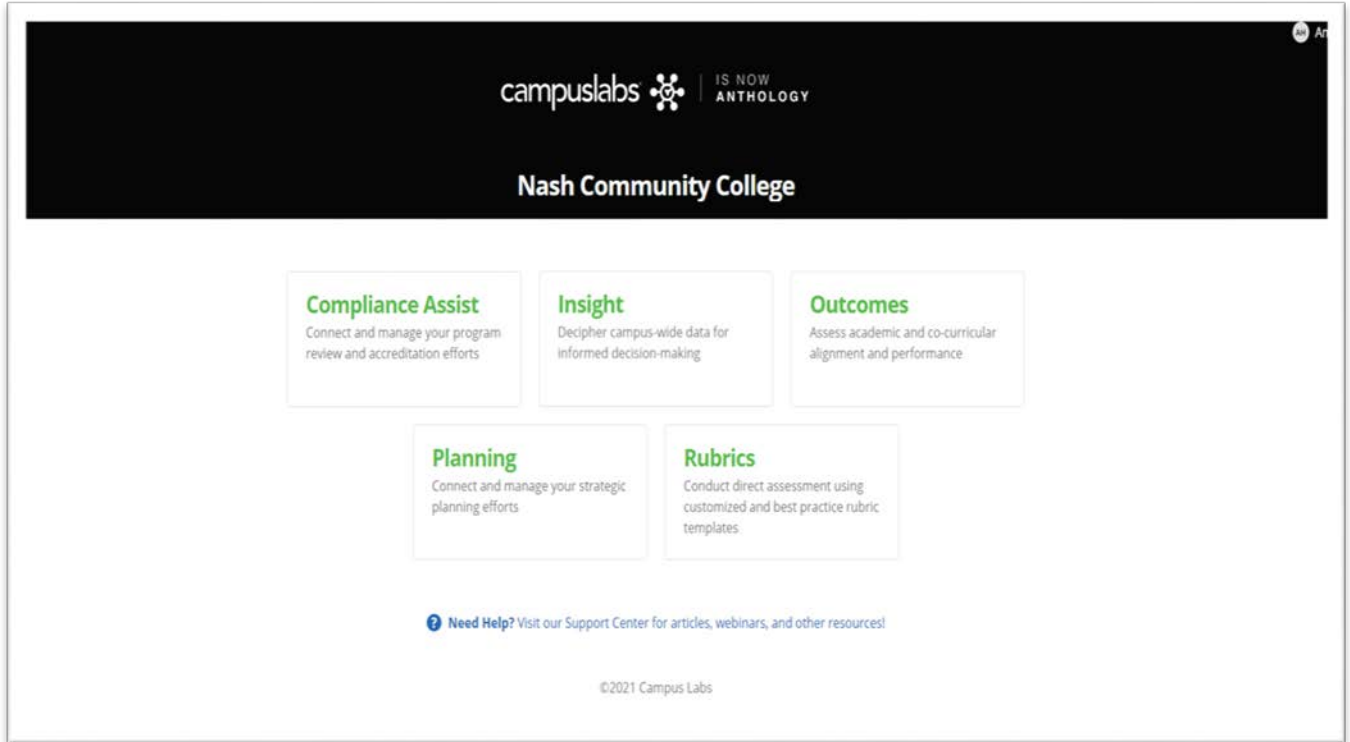 AH An
campuslabs IS NOW
ANTHOLOGY
Nash Community College
Compliance Assist
Connect and manage your program
review and accreditation efforts
Insight
Decipher campus-wide data for
informed decision-making
Outcomes
Assess academic and co-curricular
alignment and performance
Planning
Connect and manage your strategic
planning efforts
Rubrics
Conduct direct assessment using
customized and best practice rubric
templates
? Need Help? Visit our Support Center for articles, webinars, and other resources!
©2021 Campus Labs